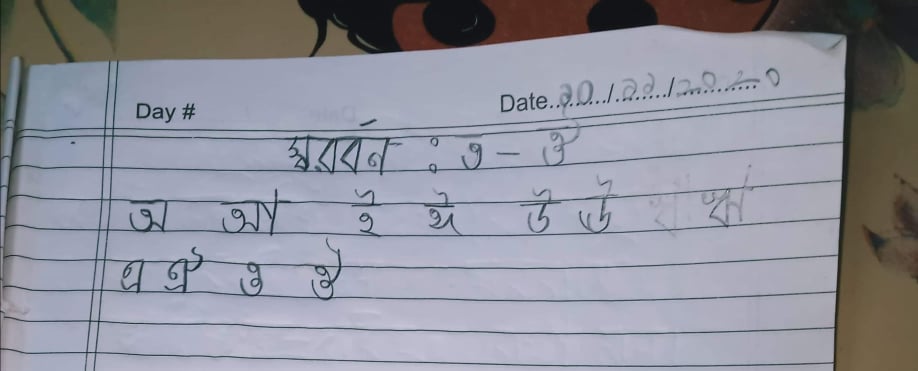 Day #
Date..২০../.২২../২০২০
স্বরবর্ন : ও - ঔ
অ আ ই ঈ উ ঊ ঋ
এ ঐ ও ঔ